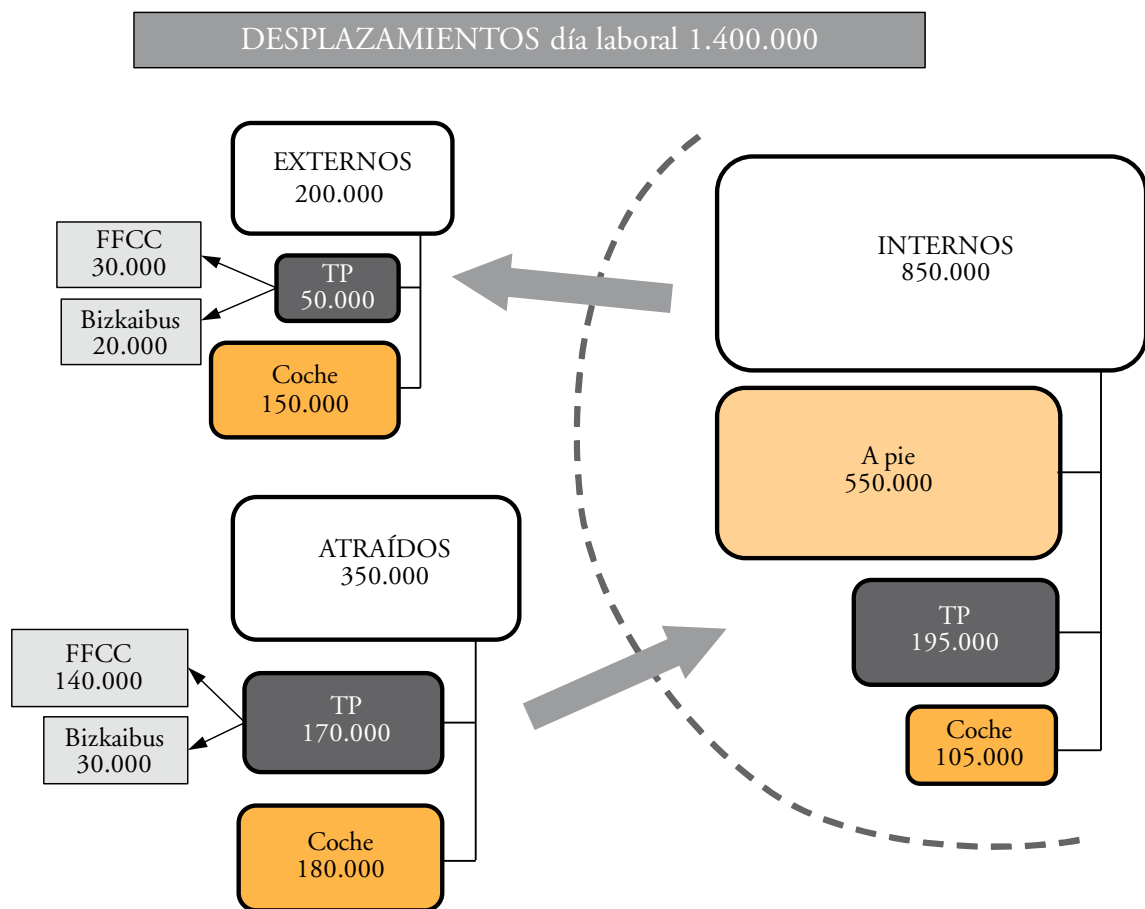 DESPLAZAMIENTOS día laboral 1.400.000
EXTERNOS
200.000
FFCC
30.000
TP
50.000
Bizkaibus
20.000
Coche
150.000
ATRAÍDOS
350.000
FFCC
140.000
TP
170.000
Bizkaibus
30.000
Coche
180.000
INTERNOS
850.000
A pie
550.000
TP
195.000
Coche
105.000